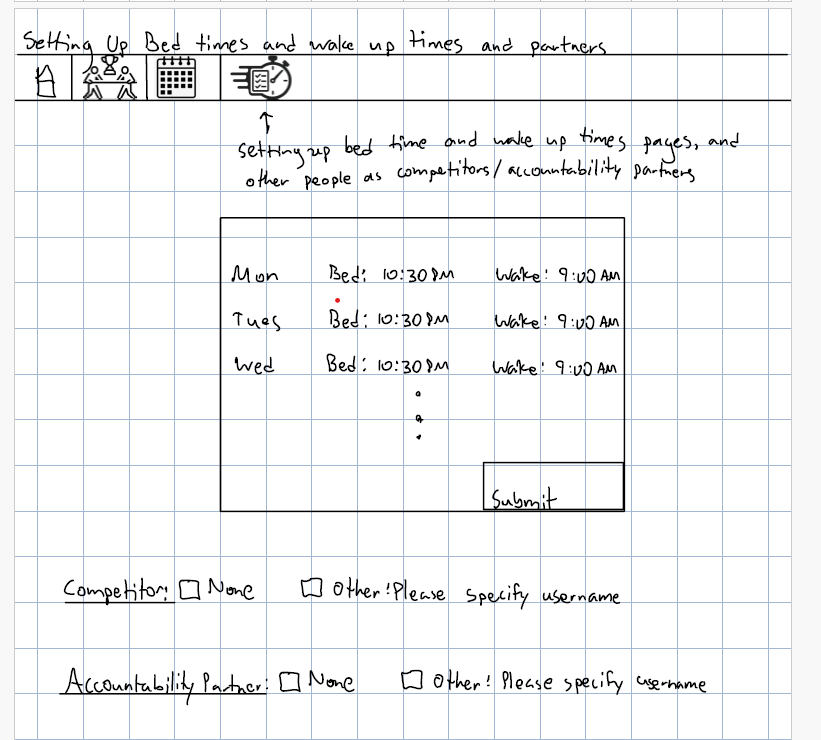 Setting Up Bed times and wake up times and partners
setting up bed time and wake up times pages, and
other people as competitors/accountability partners
Mon Bed: 10:30 PM Wake: 9:00 AM
Tues Bed: 10:30 PM Wake: 9:00 AM
Wed Bed: 10:30 PM Wake: 9:00 AM
Submit
Competitor: None Other: Please specify username
Accountability Partner: None Other: Please specify username